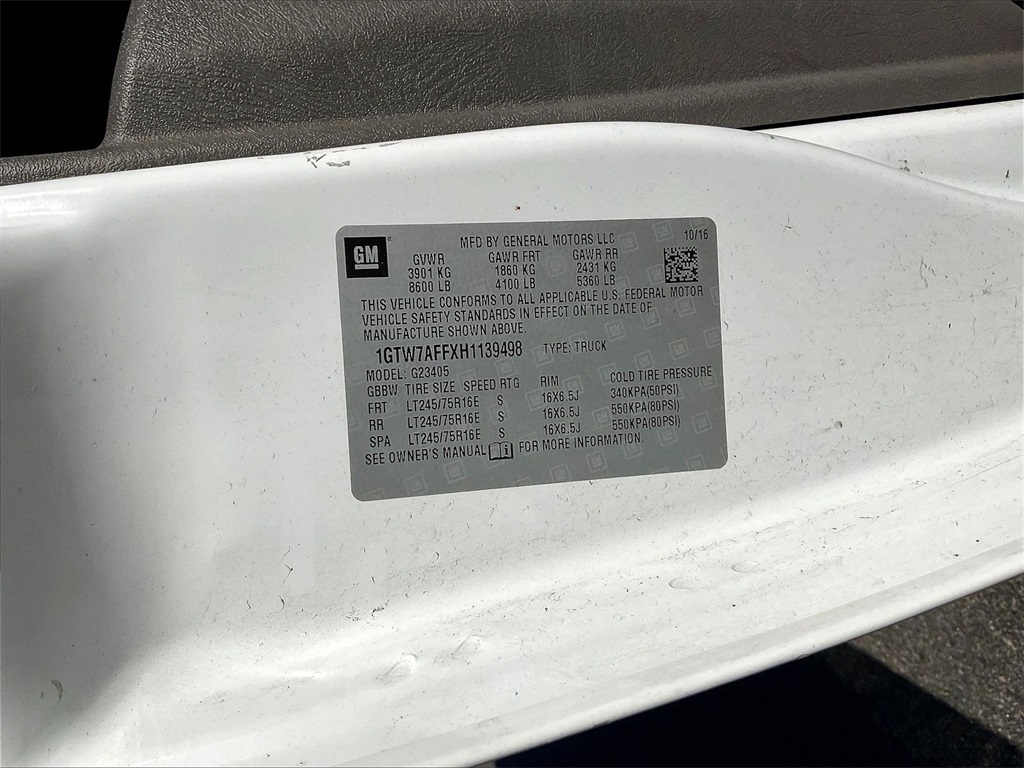 GM
MFD BY GENERAL MOTORS LLC 10/16
GVWR GAWR FRT GAWR RR
3901 KG 1860 KG 2431 KG
8600 LB 4100 LB 5360 LB
THIS VEHICLE CONFORMS TO ALL APPLICABLE U.S. FEDERAL MOTOR
VEHICLE SAFETY STANDARDS IN EFFECT ON THE DATE OF
MANUFACTURE SHOWN ABOVE.
1GTW7AFFXH1139498 TYPE: TRUCK
MODEL: G23405
GBBW TIRE SIZE SPEED RTG RIM COLD TIRE PRESSURE
FRT LT245/75R16E S 16X6.5J 340KPA(50PSI)
RR LT245/75R16E S 16X6.5J 550KPA(80PSI)
SPA LT245/75R16E S 16X6.5J 550KPA(80PSI)
SEE OWNER'S MANUAL FOR MORE INFORMATION.